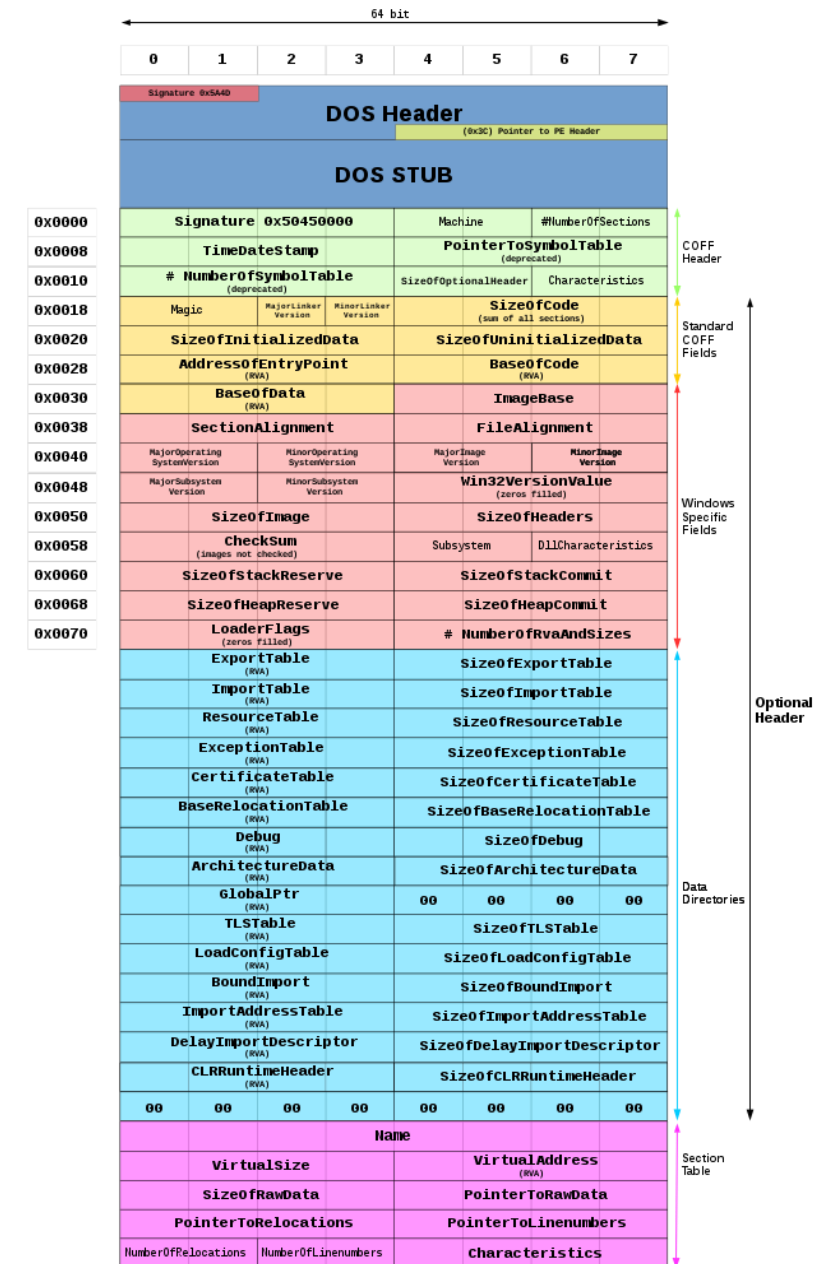 64 bit
0 1 2 3 4 5 6 7
Signature 0x5A4D
DOS Header
(0x3C) Pointer to PE Header
DOS STUB
0x0000 Signature 0x50450000 Machine #NumberOfSections
0x0008 TimeDateStamp PointerToSymbolTable
(deprecated)
COFF
Header
0x0010 # NumberOfSymbolTable SizeOfOptionalHeader Characteristics
(deprecated)
0x0018 Magic MajorLinker MinorLinker SizeOfCode
Version Version (sum of all sections)
Standard
COFF
Fields
0x0020 SizeOfInitializedData SizeOfUninitializedData
0x0028 AddressOfEntryPoint BaseOfCode
(RVA) (RVA)
0x0030 BaseOfData ImageBase
(RVA)
0x0038 SectionAlignment FileAlignment
0x0040 MajorOperating MinorOperating MajorImage MinorImage
SystemVersion SystemVersion Version Version
0x0048 MajorSubsystem MinorSubsystem Win32VersionValue
Version Version (zeros filled)
Windows
Specific
Fields
0x0050 SizeOfImage SizeOfHeaders
0x0058 CheckSum Subsystem DllCharacteristics
(images not checked)
0x0060 SizeOfStackReserve SizeOfStackCommit
0x0068 SizeOfHeapReserve SizeOfHeapCommit
0x0070 LoaderFlags # NumberOfRvaAndSizes
(zeros filled)
ExportTable SizeOfExportTable
(RVA)
ImportTable SizeOfImportTable
(RVA)
Optional
Header
ResourceTable SizeOfResourceTable
(RVA)
ExceptionTable SizeOfExceptionTable
(RVA)
CertificateTable SizeOfCertificateTable
(RVA)
BaseRelocationTable SizeOfBaseRelocationTable
(RVA)
Debug SizeOfDebug
(RVA)
ArchitectureData SizeOfArchitectureData
(RVA)
Data
Directories
GlobalPtr 00 00 00 00
(RVA)
TLSTable SizeOfTLSTable
(RVA)
LoadConfigTable SizeOfLoadConfigTable
(RVA)
BoundImport SizeOfBoundImport
(RVA)
ImportAddressTable SizeOfImportAddressTable
(RVA)
DelayImportDescriptor SizeOfDelayImportDescriptor
(RVA)
CLRRuntimeHeader SizeOfCLRRuntimeHeader
(RVA)
00 00 00 00 00 00 00 00
Name
Section
Table
VirtualSize VirtualAddress
(RVA)
SizeOfRawData PointerToRawData
PointerToRelocations PointerToLinenumbers
NumberOfRelocations NumberOfLinenumbers Characteristics